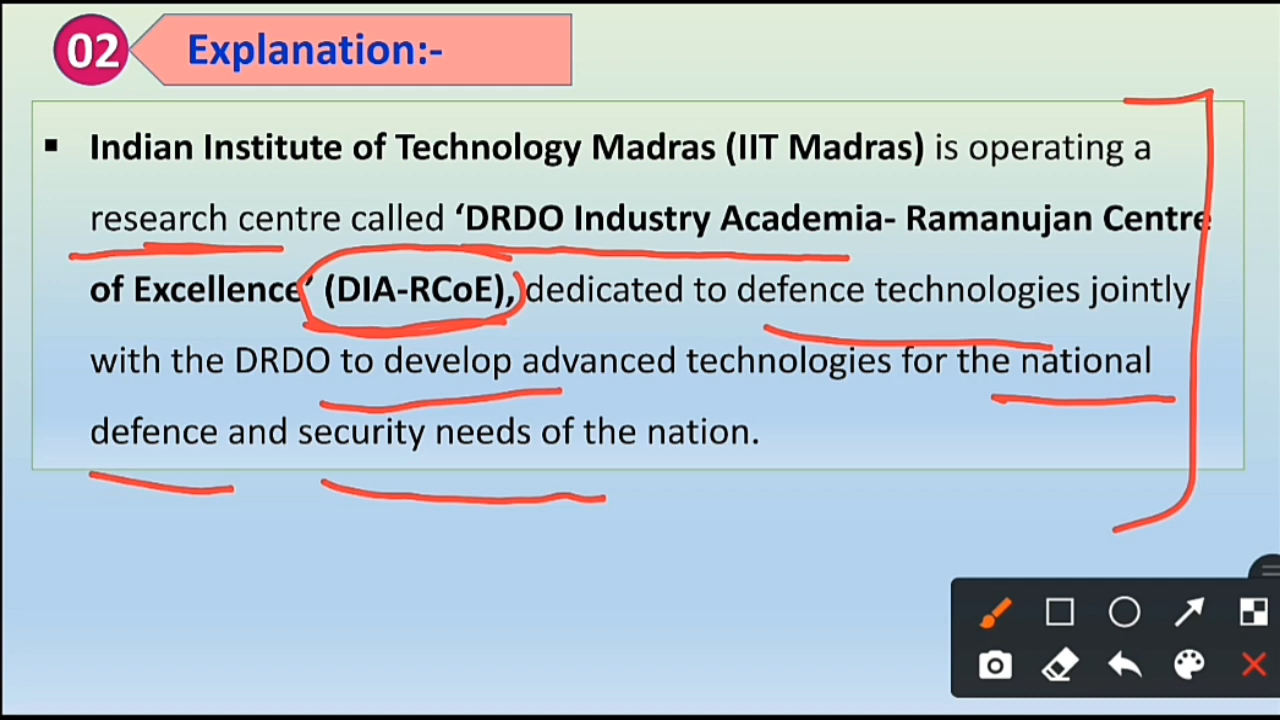 02 Explanation:-
▪ Indian Institute of Technology Madras (IIT Madras) is operating a
research centre called ‘DRDO Industry Academia- Ramanujan Centre
of Excellence’ (DIA-RCoE), dedicated to defence technologies jointly
with the DRDO to develop advanced technologies for the national
defence and security needs of the nation.